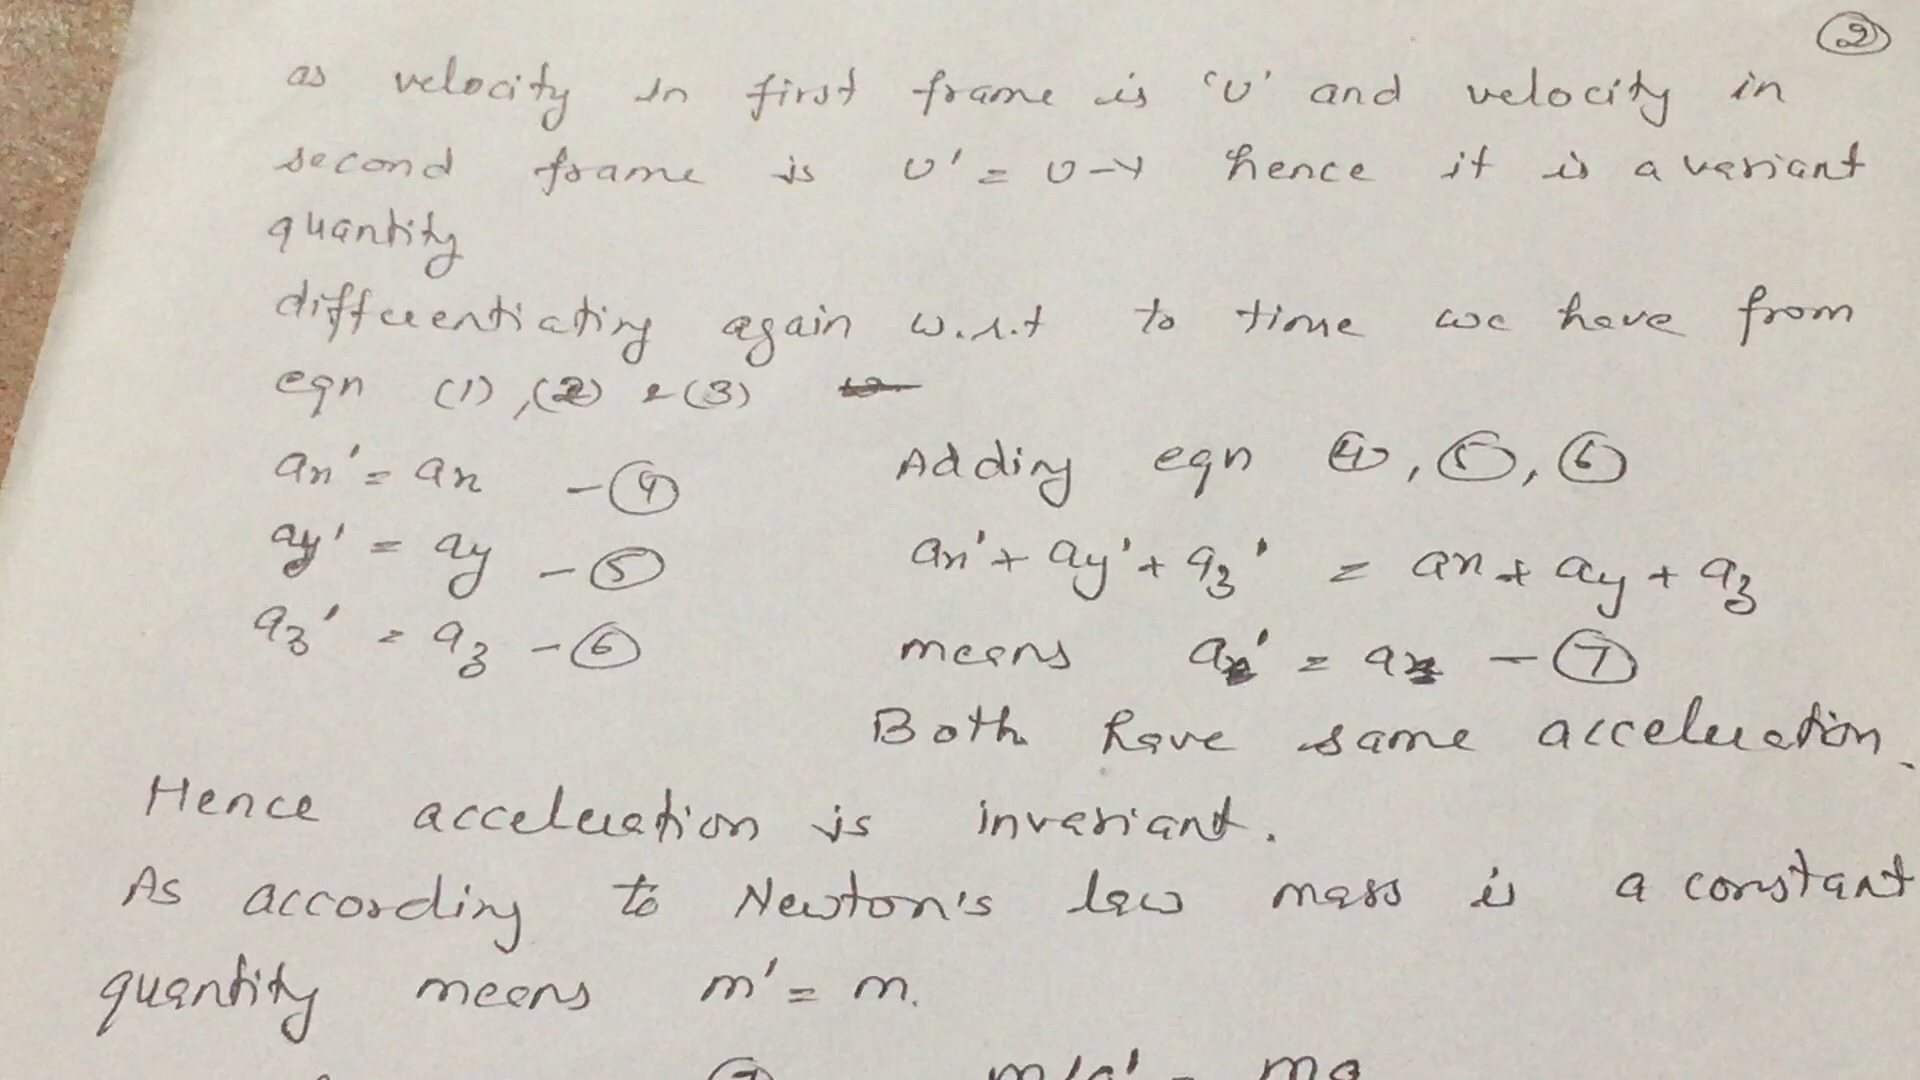 ②
as velocity in first frame is 'υ' and velocity in
second frame is υ' = υ-v hence it is a variant
quantity
differentiating again w.r.t to time we have from
eqn (1), (2) & (3)
ax' = ax - ④
ay' = ay - ⑤
az' = az - ⑥
Adding eqn ④, ⑤, ⑥
ax' + ay' + az' = ax + ay + az
means a' = a - ⑦
Both have same acceleration.
Hence acceleration is invariant.
As according to Newton's law mass is a constant
quantity means m' = m.
m'a' = ma